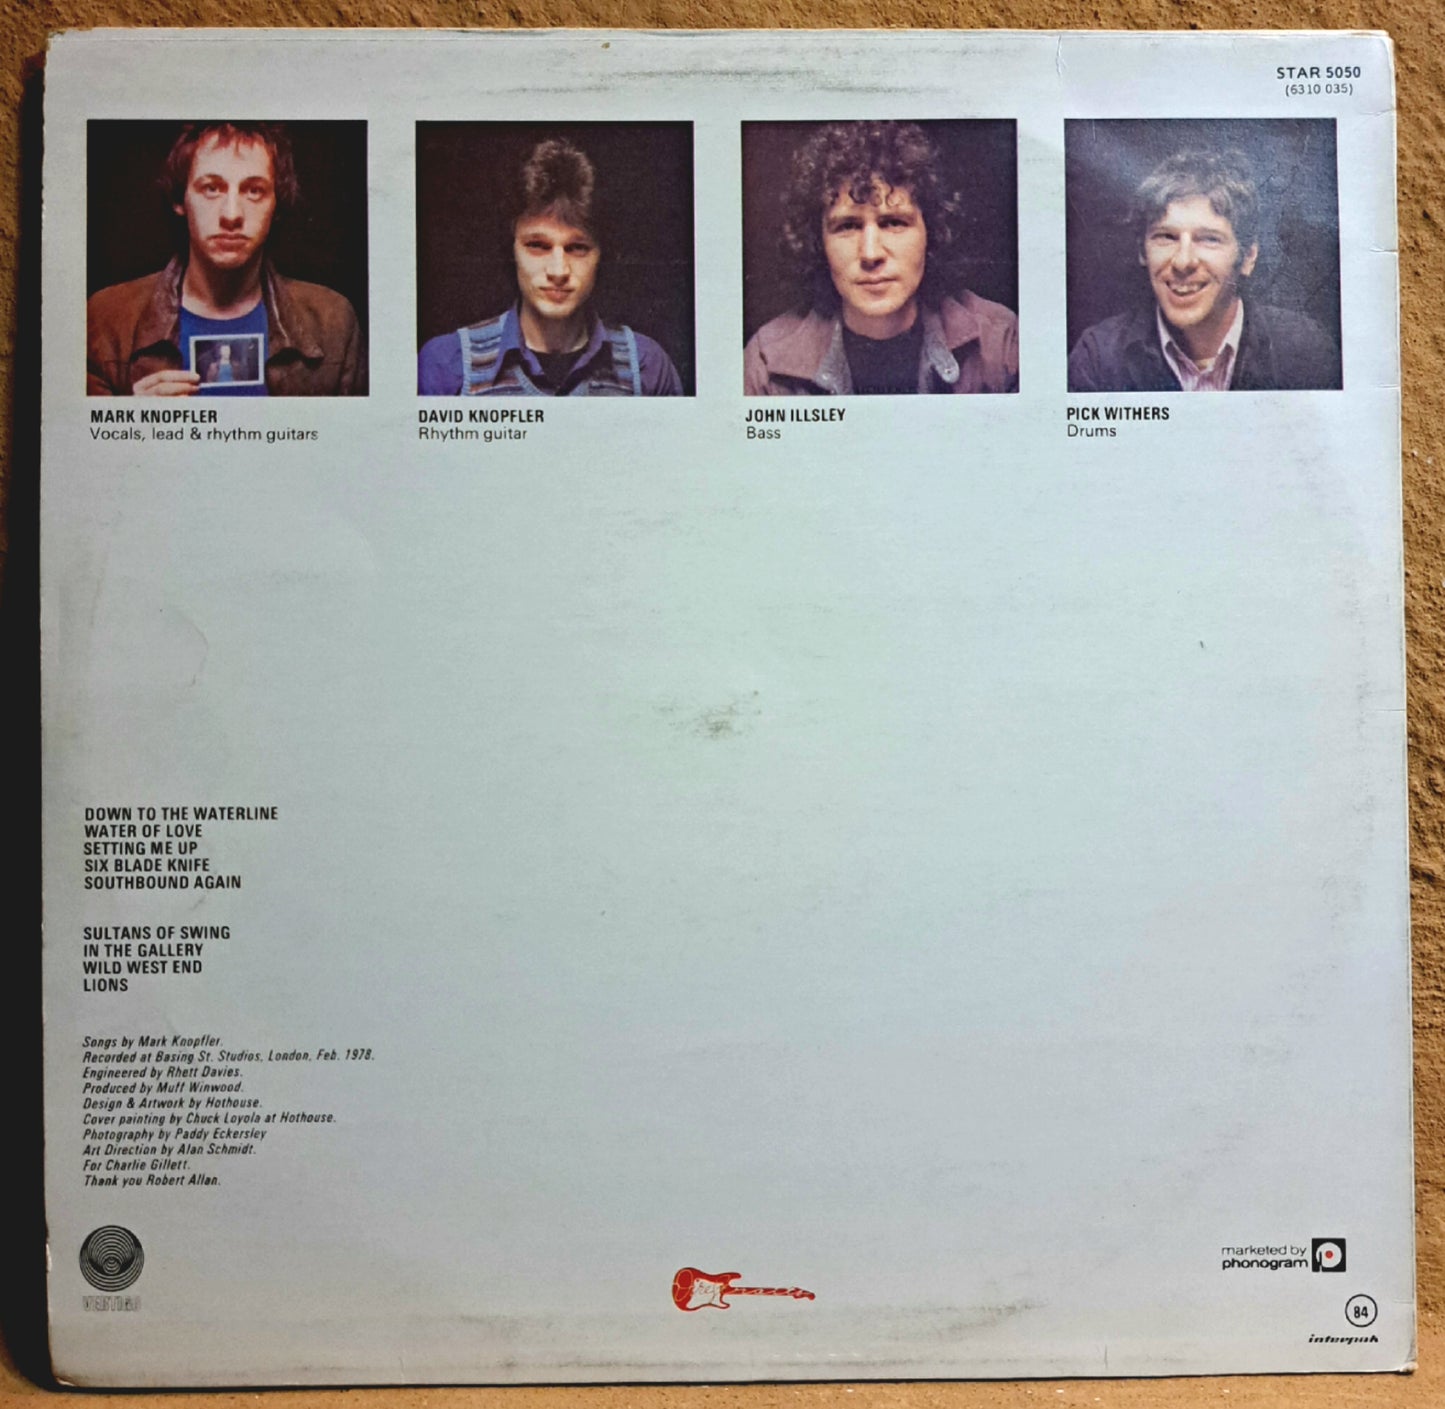 STAR 5050
(6310 035)
MARK KNOPFLER
Vocals, lead & rhythm guitars
DAVID KNOPFLER
Rhythm guitar
JOHN ILLSLEY
Bass
PICK WITHERS
Drums
DOWN TO THE WATERLINE
WATER OF LOVE
SETTING ME UP
SIX BLADE KNIFE
SOUTHBOUND AGAIN
SULTANS OF SWING
IN THE GALLERY
WILD WEST END
LIONS
Songs by Mark Knopfler.
Recorded at Basing St. Studios, London, Feb. 1978.
Engineered by Rhett Davies.
Produced by Muff Winwood.
Design & Artwork by Hothouse.
Cover painting by Chuck Loyola at Hothouse.
Photography by Paddy Eckersley
Art Direction by Alan Schmidt.
For Charlie Gillett.
Thank you Robert Allan.
VERTIGO
Dire Straits
marketed by
phonogram
84
interpak